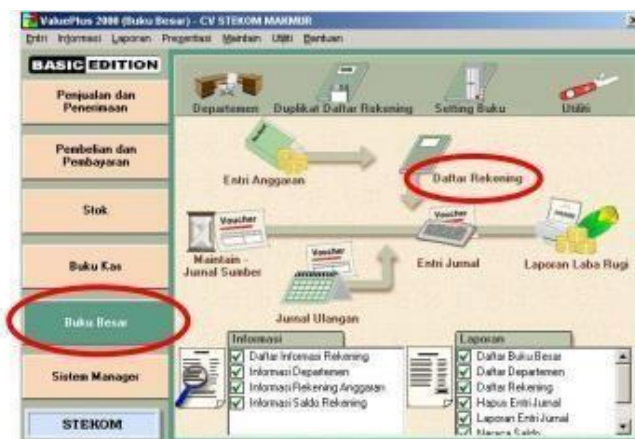 ValuePlus 2000 (Buku Besar) - CV STEKOM MAKMUR
Entri Informasi Laporan Presentasi Maintain Utiliti Bantuan
BASIC EDITION
Penjualan dan
Penerimaan
Pembelian dan
Pembayaran
Stok
Buku Kas
Buku Besar
Sistem Manager
STEKOM
Departemen Duplikat Daftar Rekening Setting Buku Utiliti
Entri Anggaran
Daftar Rekening
Voucher
Voucher
Voucher
Maintain -
Jurnal Sumber
Entri Jurnal
Laporan Laba Rugi
Jurnal Ulangan
Informasi
Daftar Informasi Rekening
Informasi Departemen
Informasi Rekening Anggaran
Informasi Saldo Rekening
Laporan
Daftar Buku Besar
Daftar Departemen
Daftar Rekening
Hapus Entri Jurnal
Laporan Entri Jurnal
Neraca Saldo